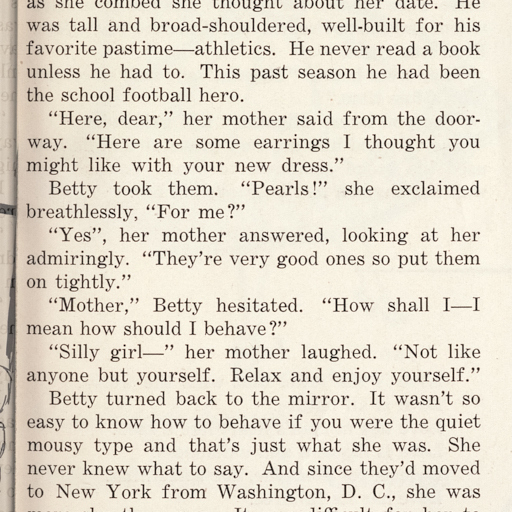 as she combed she thought about her date. He
was tall and broad-shouldered, well-built for his
favorite pastime—athletics. He never read a book
unless he had to. This past season he had been
the school football hero.
"Here, dear," her mother said from the door-
way. "Here are some earrings I thought you
might like with your new dress."
Betty took them. "Pearls!" she exclaimed
breathlessly, "For me?"
"Yes", her mother answered, looking at her
admiringly. "They're very good ones so put them
on tightly."
"Mother," Betty hesitated. "How shall I—I
mean how should I behave?"
"Silly girl—" her mother laughed. "Not like
anyone but yourself. Relax and enjoy yourself."
Betty turned back to the mirror. It wasn't so
easy to know how to behave if you were the quiet
mousy type and that's just what she was. She
never knew what to say. And since they'd moved
to New York from Washington, D. C., she was